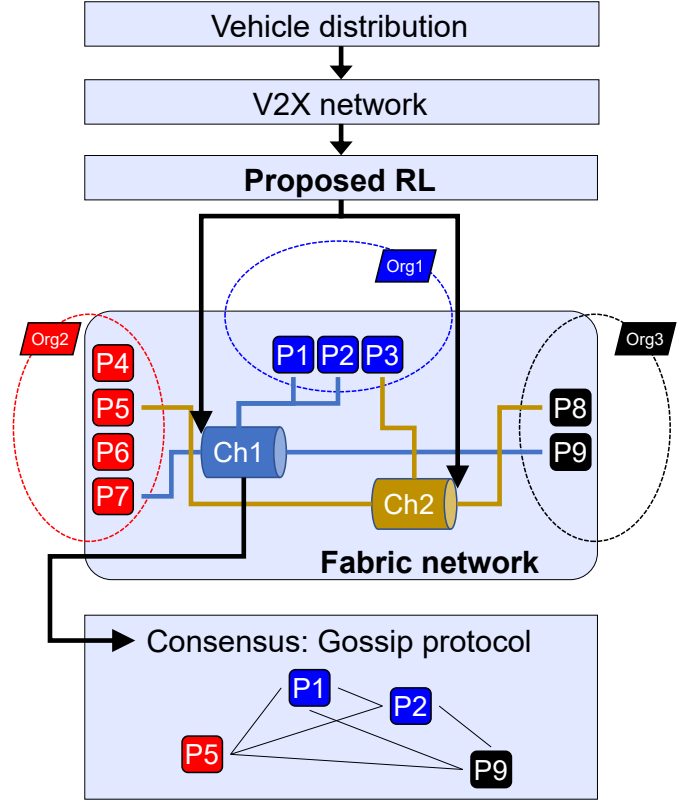 Vehicle distribution
V2X network
Proposed RL
Org1
Org2
Org3
P1 P2 P3
P4
P5
P6
P7
P8
P9
Ch1
Ch2
Fabric network
Consensus: Gossip protocol
P1
P2
P5
P9